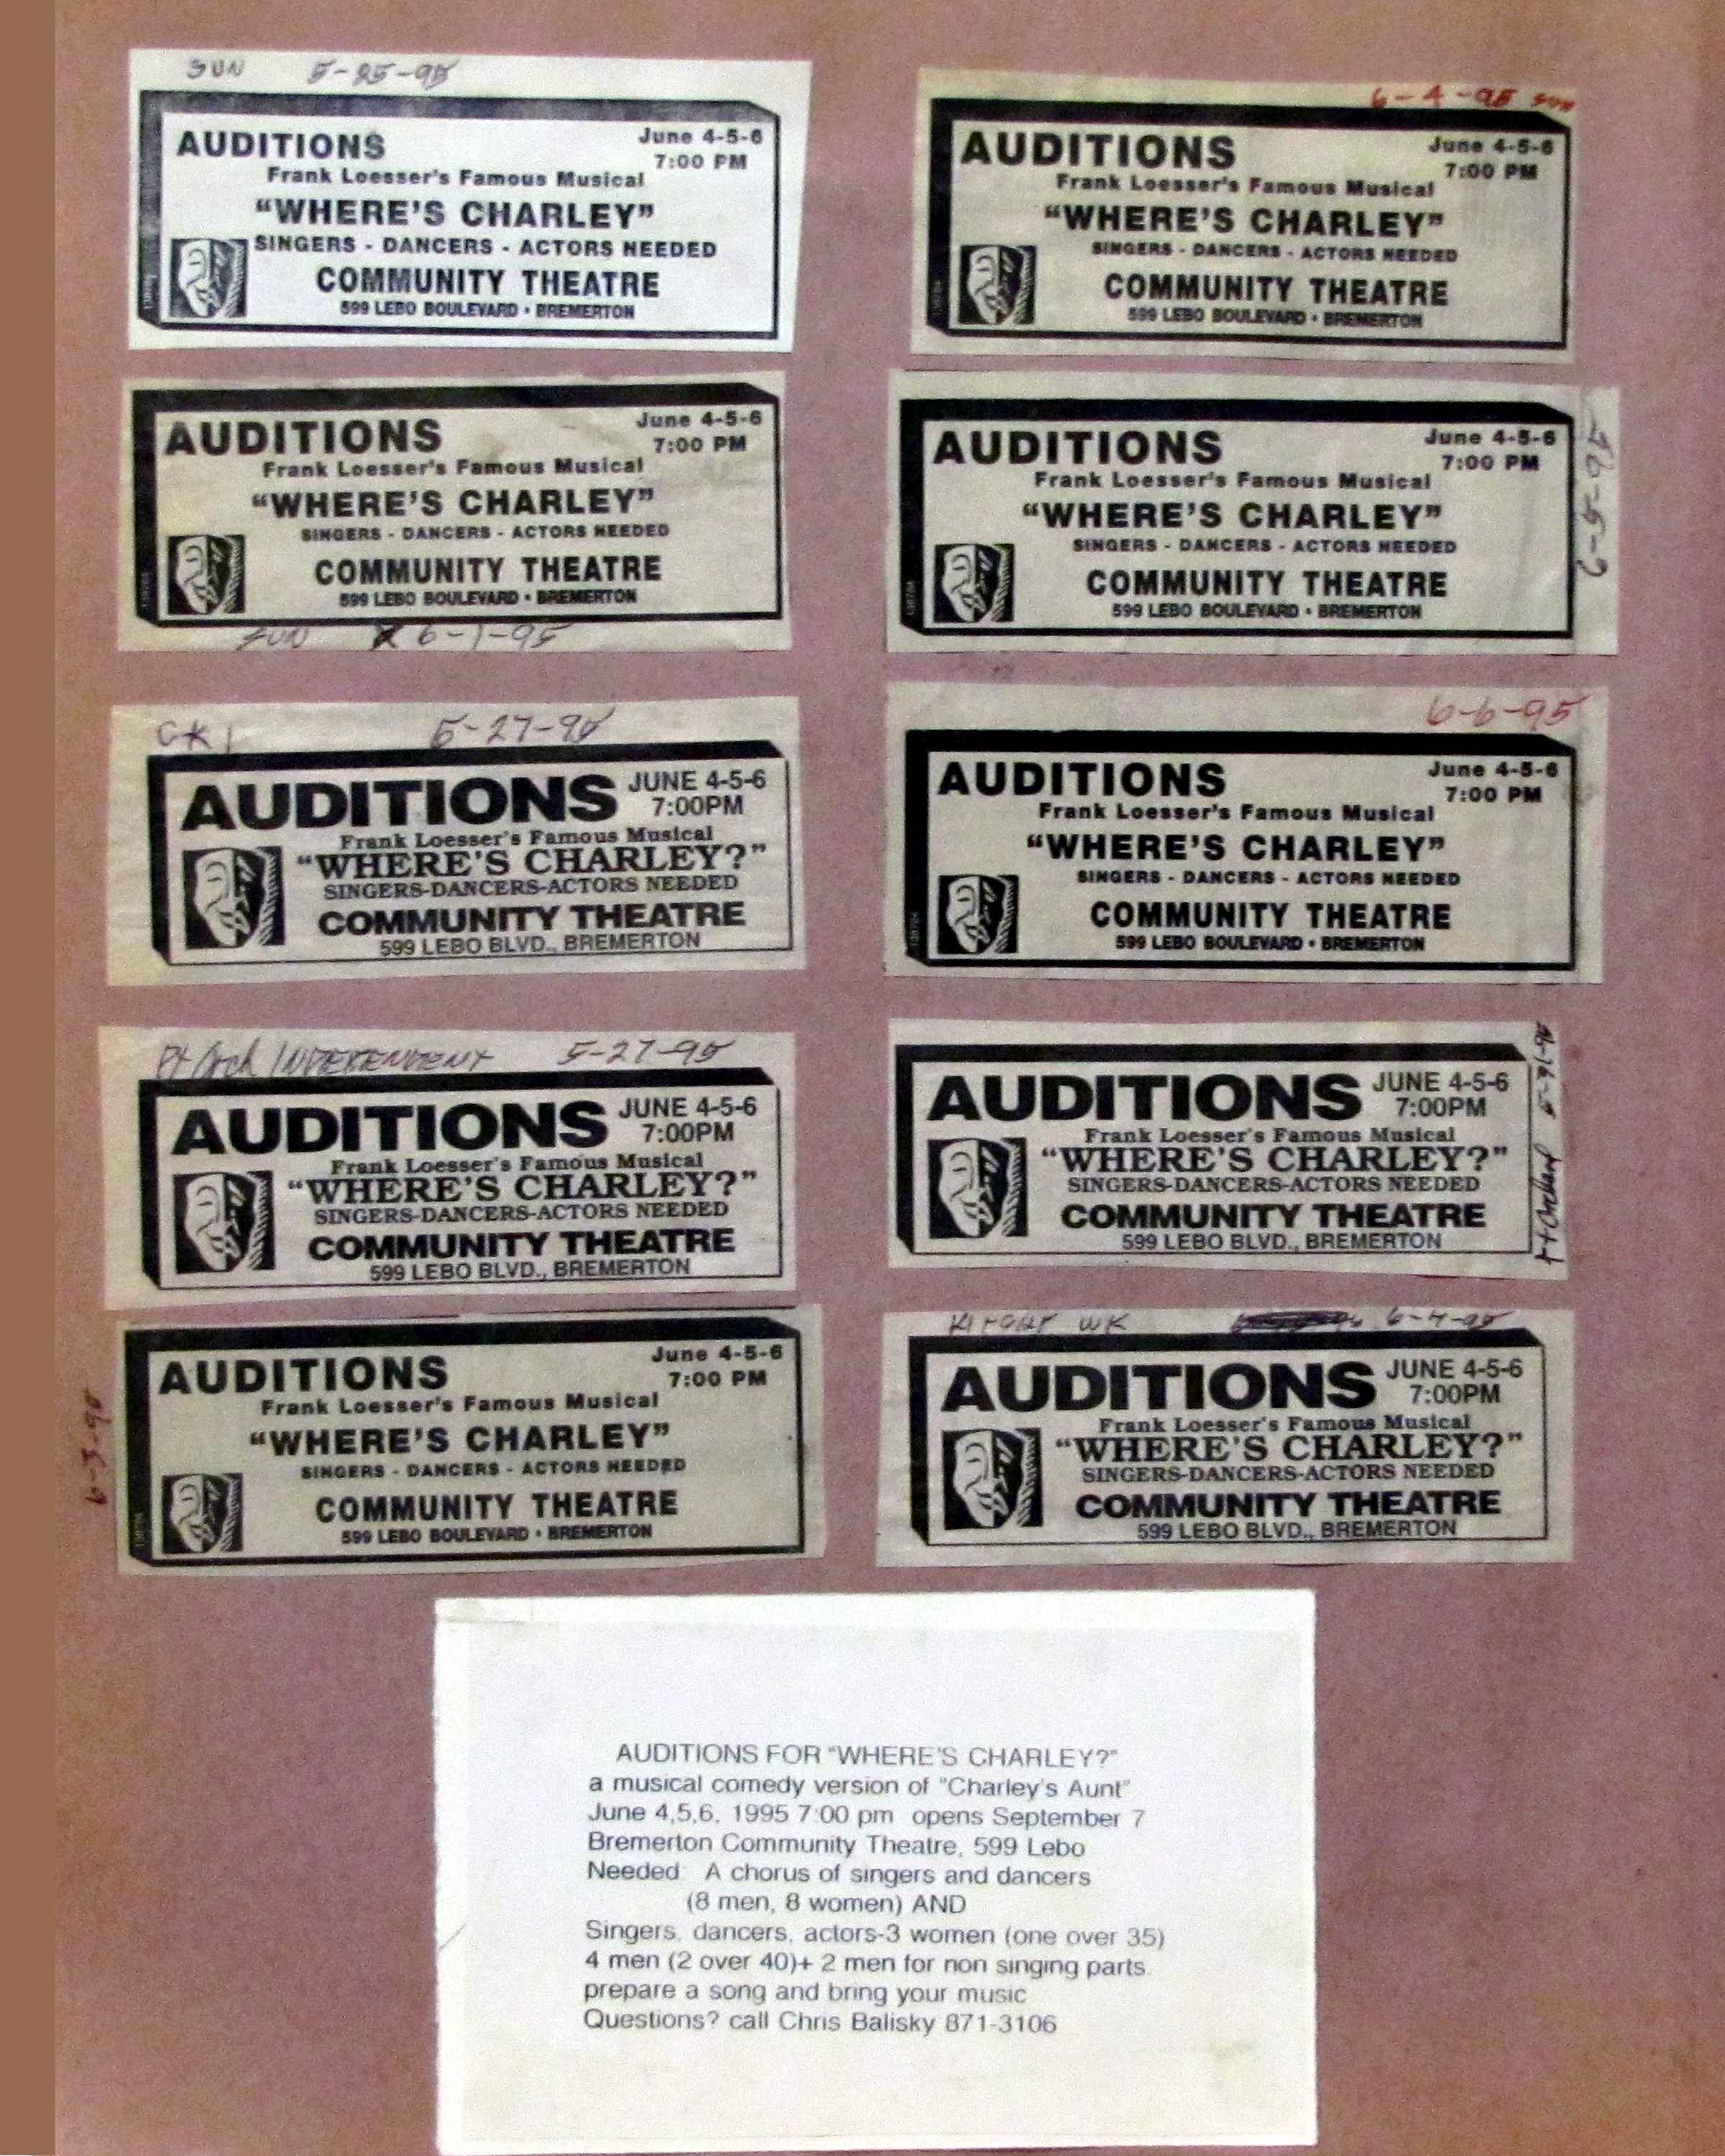 SUN 5-25-95
AUDITIONS
June 4-5-6
7:00 PM
Frank Loesser's Famous Musical
“WHERE'S CHARLEY”
SINGERS - DANCERS - ACTORS NEEDED
COMMUNITY THEATRE
599 LEBO BOULEVARD • BREMERTON
6-4-95 SUN
AUDITIONS
June 4-5-6
7:00 PM
Frank Loesser's Famous Musical
“WHERE'S CHARLEY”
SINGERS - DANCERS - ACTORS NEEDED
COMMUNITY THEATRE
599 LEBO BOULEVARD • BREMERTON
AUDITIONS
June 4-5-6
7:00 PM
Frank Loesser's Famous Musical
“WHERE'S CHARLEY”
SINGERS - DANCERS - ACTORS NEEDED
COMMUNITY THEATRE
599 LEBO BOULEVARD • BREMERTON
SUN 6-1-95
AUDITIONS
June 4-5-6
7:00 PM
Frank Loesser's Famous Musical
“WHERE'S CHARLEY”
SINGERS - DANCERS - ACTORS NEEDED
COMMUNITY THEATRE
599 LEBO BOULEVARD • BREMERTON
6-5-95
5-27-95
AUDITIONS
JUNE 4-5-6
7:00PM
Frank Loesser's Famous Musical
“WHERE'S CHARLEY?”
SINGERS-DANCERS-ACTORS NEEDED
COMMUNITY THEATRE
599 LEBO BLVD., BREMERTON
6-6-95
AUDITIONS
June 4-5-6
7:00 PM
Frank Loesser's Famous Musical
“WHERE'S CHARLEY”
SINGERS - DANCERS - ACTORS NEEDED
COMMUNITY THEATRE
599 LEBO BOULEVARD • BREMERTON
Pt Orch INDEPENDENT 5-27-95
AUDITIONS
JUNE 4-5-6
7:00PM
Frank Loesser's Famous Musical
“WHERE'S CHARLEY?”
SINGERS-DANCERS-ACTORS NEEDED
COMMUNITY THEATRE
599 LEBO BLVD., BREMERTON
AUDITIONS
JUNE 4-5-6
7:00PM
Frank Loesser's Famous Musical
“WHERE'S CHARLEY?”
SINGERS-DANCERS-ACTORS NEEDED
COMMUNITY THEATRE
599 LEBO BLVD., BREMERTON
Pt Orchard 5-31-95
6-3-95
AUDITIONS
June 4-5-6
7:00 PM
Frank Loesser's Famous Musical
“WHERE'S CHARLEY”
SINGERS - DANCERS - ACTORS NEEDED
COMMUNITY THEATRE
599 LEBO BOULEVARD • BREMERTON
WK 6-4-95
AUDITIONS
JUNE 4-5-6
7:00PM
Frank Loesser's Famous Musical
“WHERE'S CHARLEY?”
SINGERS-DANCERS-ACTORS NEEDED
COMMUNITY THEATRE
599 LEBO BLVD., BREMERTON
AUDITIONS FOR "WHERE'S CHARLEY?"
a musical comedy version of "Charley's Aunt"
June 4,5,6, 1995 7:00 pm opens September 7
Bremerton Community Theatre, 599 Lebo
Needed: A chorus of singers and dancers
(8 men, 8 women) AND
Singers, dancers, actors-3 women (one over 35)
4 men (2 over 40)+ 2 men for non singing parts.
prepare a song and bring your music
Questions? call Chris Balisky 871-3106